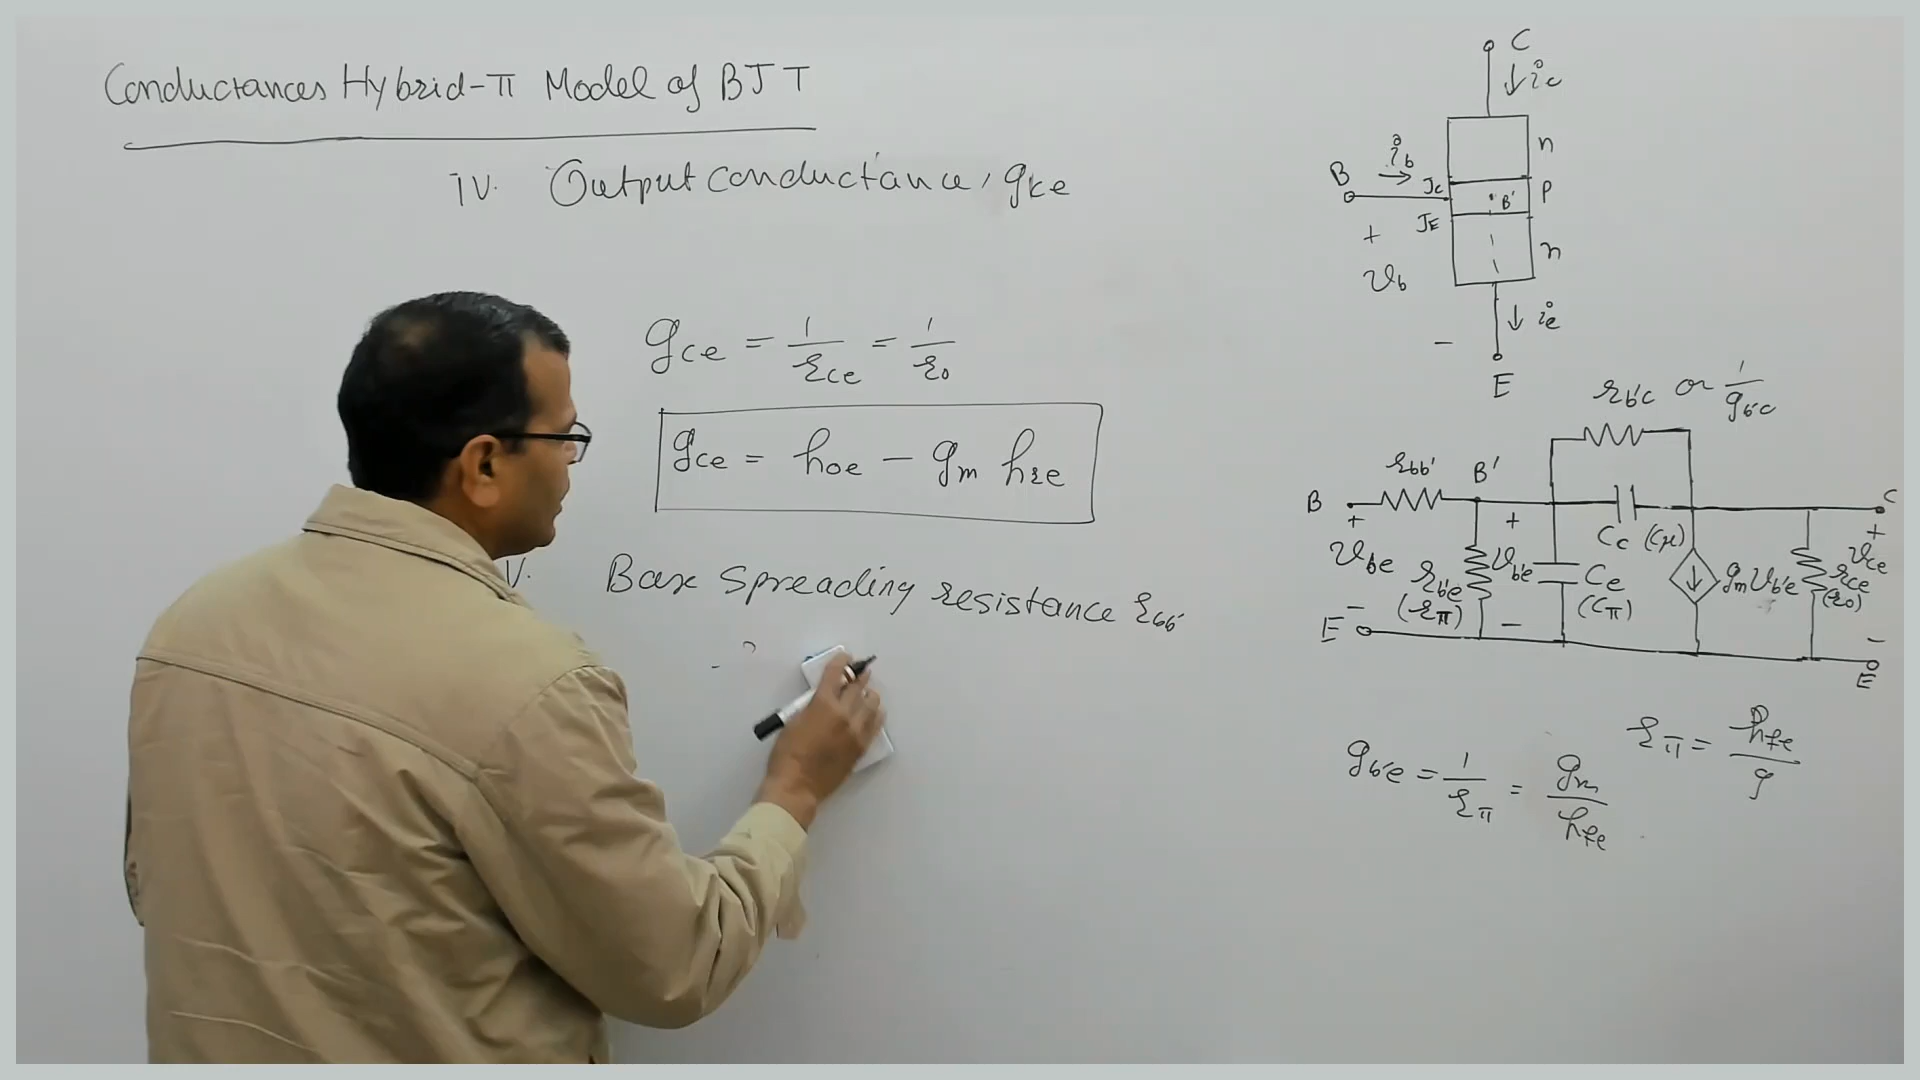 Conductances Hybrid-π Model of BJT
iv. Output conductance, gce
gce = 1/rce = 1/ro
gce = hoe - gm hre
v. Base Spreading resistance rbb'
C
ic
n
ib
B
Jc
B'
P
JE
+
vb
n
ie
-
E
rb'c or 1/gb'c
rbb'
B'
B
C
+
+
Cc (Cμ)
+
vbe
rb'e
(rπ)
vb'e
Ce
(Cπ)
gmvb'e
rce
(ro)
vce
-
-
-
E
E
gb'e = 1/rπ = gm/hfe
rπ = hfe/g